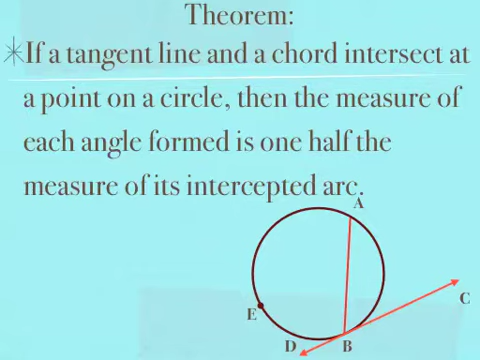 Theorem:
✳If a tangent line and a chord intersect at
a point on a circle, then the measure of
each angle formed is one half the
measure of its intercepted arc.
A
C
E
D
B